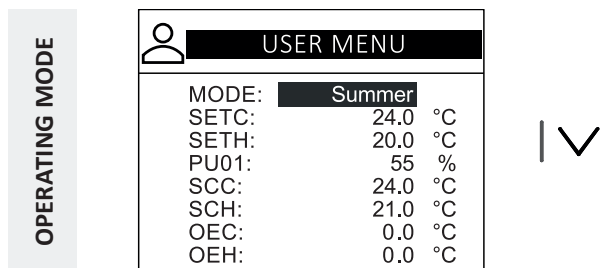 OPERATING MODE
USER MENU
MODE: Summer
SETC: 24.0 °C
SETH: 20.0 °C
PU01: 55 %
SCC: 24.0 °C
SCH: 21.0 °C
OEC: 0.0 °C
OEH: 0.0 °C